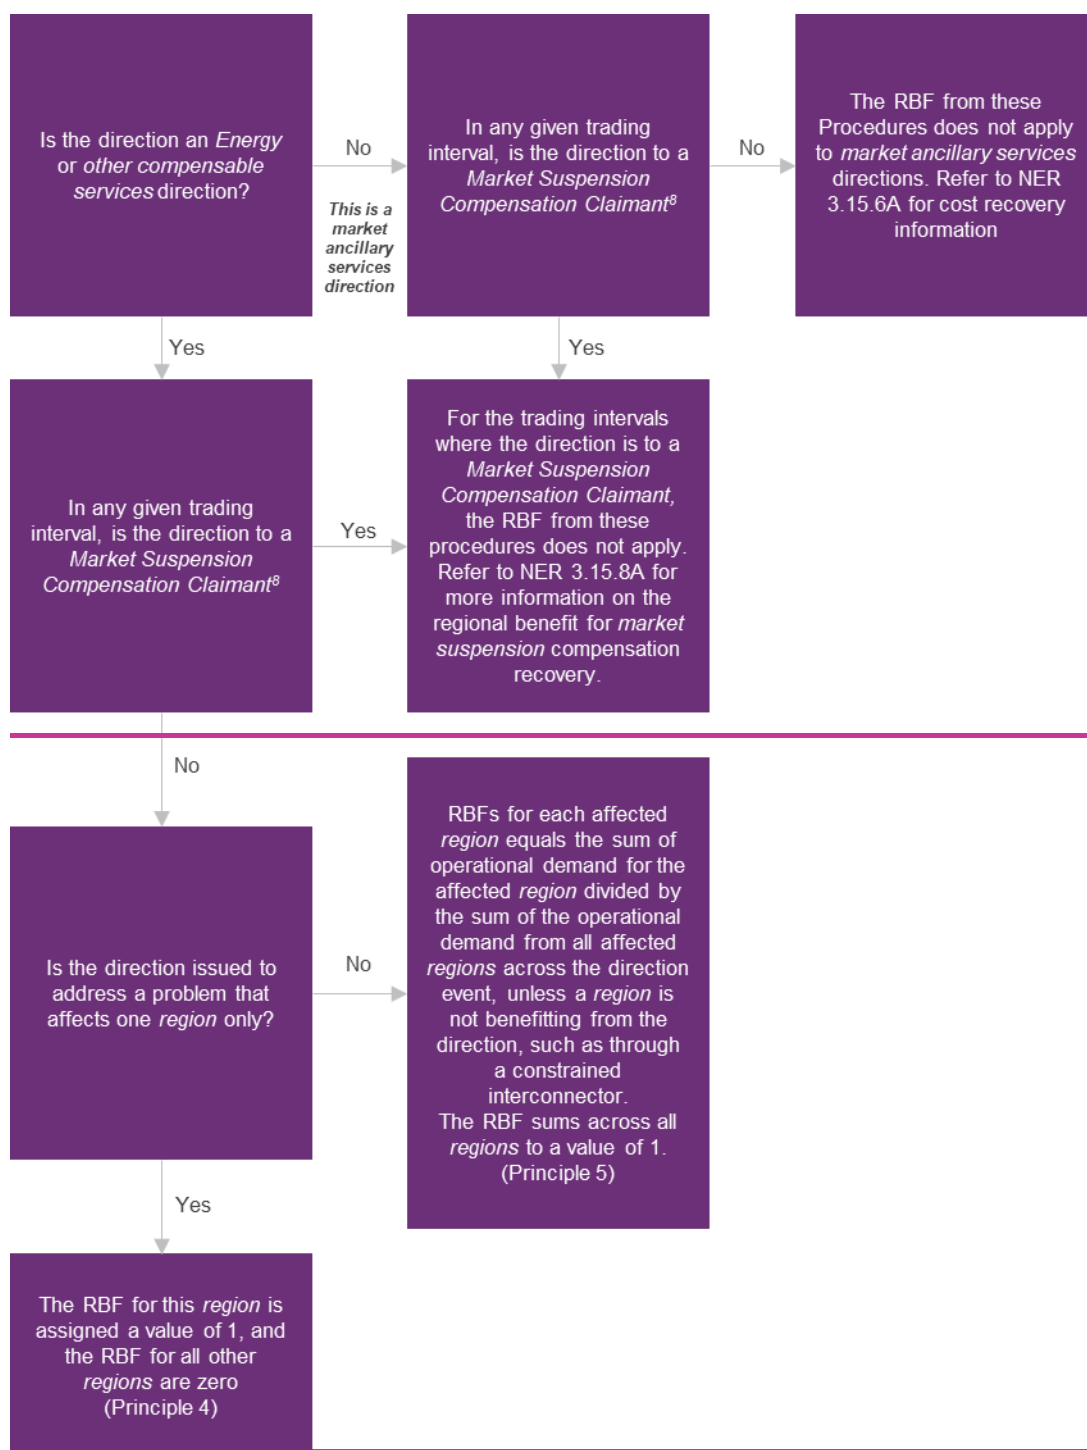 Is the direction an Energy
or other compensable
services direction?
No
This is a
market
ancillary
services
direction
In any given trading
interval, is the direction to a
Market Suspension
Compensation Claimant⁸
No
The RBF from these
Procedures does not apply
to market ancillary services
directions. Refer to NER
3.15.6A for cost recovery
information
Yes
Yes
In any given trading
interval, is the direction to a
Market Suspension
Compensation Claimant⁸
Yes
For the trading intervals
where the direction is to a
Market Suspension
Compensation Claimant,
the RBF from these
procedures does not apply.
Refer to NER 3.15.8A for
more information on the
regional benefit for market
suspension compensation
recovery.
No
Is the direction issued to
address a problem that
affects one region only?
No
RBFs for each affected
region equals the sum of
operational demand for the
affected region divided by
the sum of the operational
demand from all affected
regions across the direction
event, unless a region is
not benefitting from the
direction, such as through
a constrained
interconnector.
The RBF sums across all
regions to a value of 1.
(Principle 5)
Yes
The RBF for this region is
assigned a value of 1, and
the RBF for all other
regions are zero
(Principle 4)